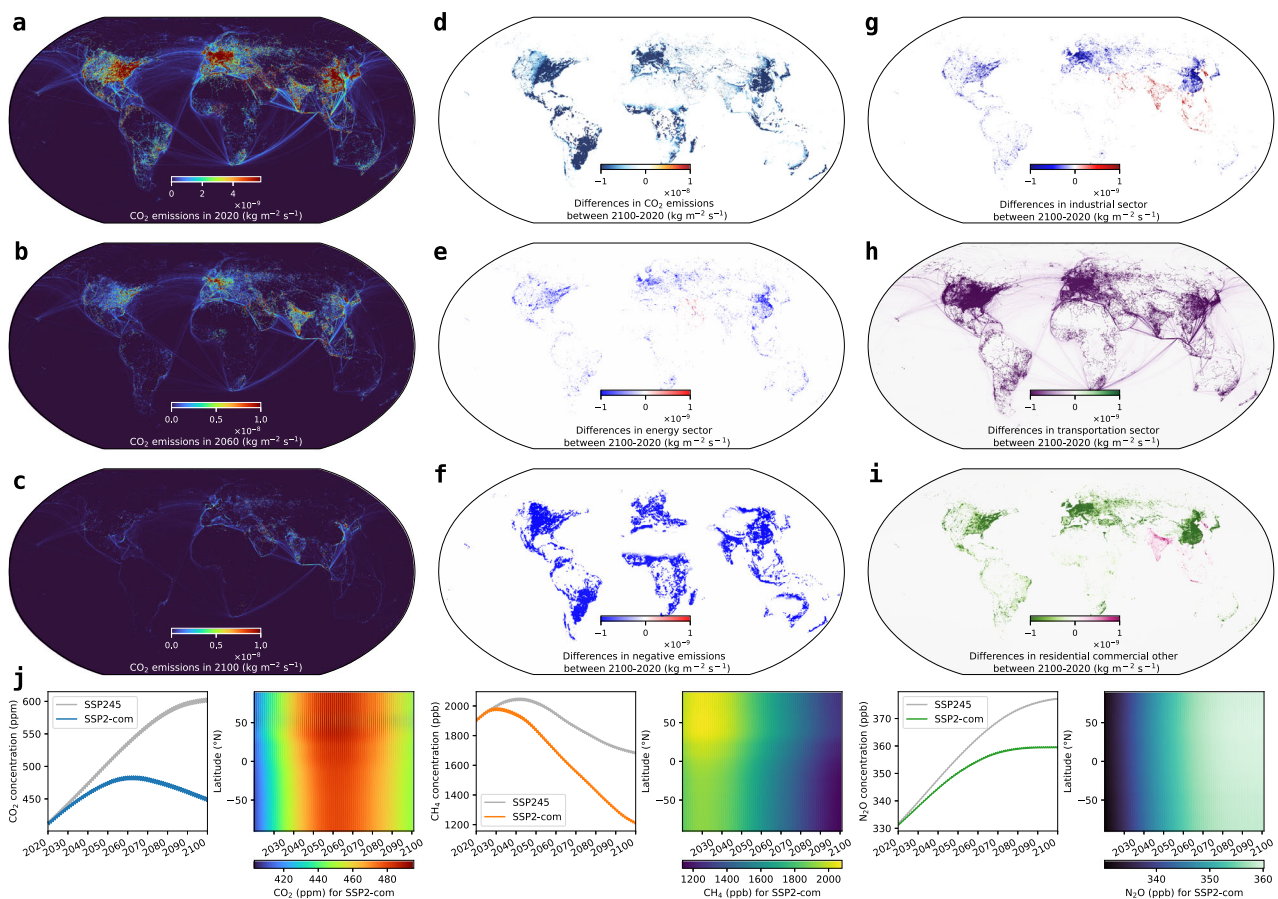 a
0 2 4
×10⁻⁹
CO₂ emissions in 2020 (kg m⁻² s⁻¹)
b
0.0 0.5 1.0
×10⁻⁸
CO₂ emissions in 2060 (kg m⁻² s⁻¹)
c
0.0 0.5 1.0
×10⁻⁸
CO₂ emissions in 2100 (kg m⁻² s⁻¹)
d
−1 0 1
×10⁻⁸
Differences in CO₂ emissions
between 2100-2020 (kg m⁻² s⁻¹)
e
−1 0 1
×10⁻⁹
Differences in energy sector
between 2100-2020 (kg m⁻² s⁻¹)
f
−1 0 1
×10⁻⁹
Differences in negative emissions
between 2100-2020 (kg m⁻² s⁻¹)
g
−1 0 1
×10⁻⁹
Differences in industrial sector
between 2100-2020 (kg m⁻² s⁻¹)
h
−1 0 1
×10⁻⁹
Differences in transportation sector
between 2100-2020 (kg m⁻² s⁻¹)
i
−1 0 1
×10⁻⁹
Differences in residential commercial other
between 2100-2020 (kg m⁻² s⁻¹)
j
CO₂ concentration (ppm)
600
550
500
450
SSP245
SSP2-com
2020 2030 2040 2050 2060 2070 2080 2090 2100
Latitude (°N)
50
0
−50
2030 2040 2050 2060 2070 2080 2090 2100
420 440 460 480
CO₂ (ppm) for SSP2-com
CH₄ concentration (ppb)
2000
1800
1600
1400
1200
SSP245
SSP2-com
2020 2030 2040 2050 2060 2070 2080 2090 2100
Latitude (°N)
50
0
−50
2030 2040 2050 2060 2070 2080 2090 2100
1200 1400 1600 1800 2000
CH₄ (ppb) for SSP2-com
N₂O concentration (ppb)
370
360
350
340
330
SSP245
SSP2-com
2020 2030 2040 2050 2060 2070 2080 2090 2100
Latitude (°N)
50
0
−50
2030 2040 2050 2060 2070 2080 2090 2100
340 350 360
N₂O (ppb) for SSP2-com